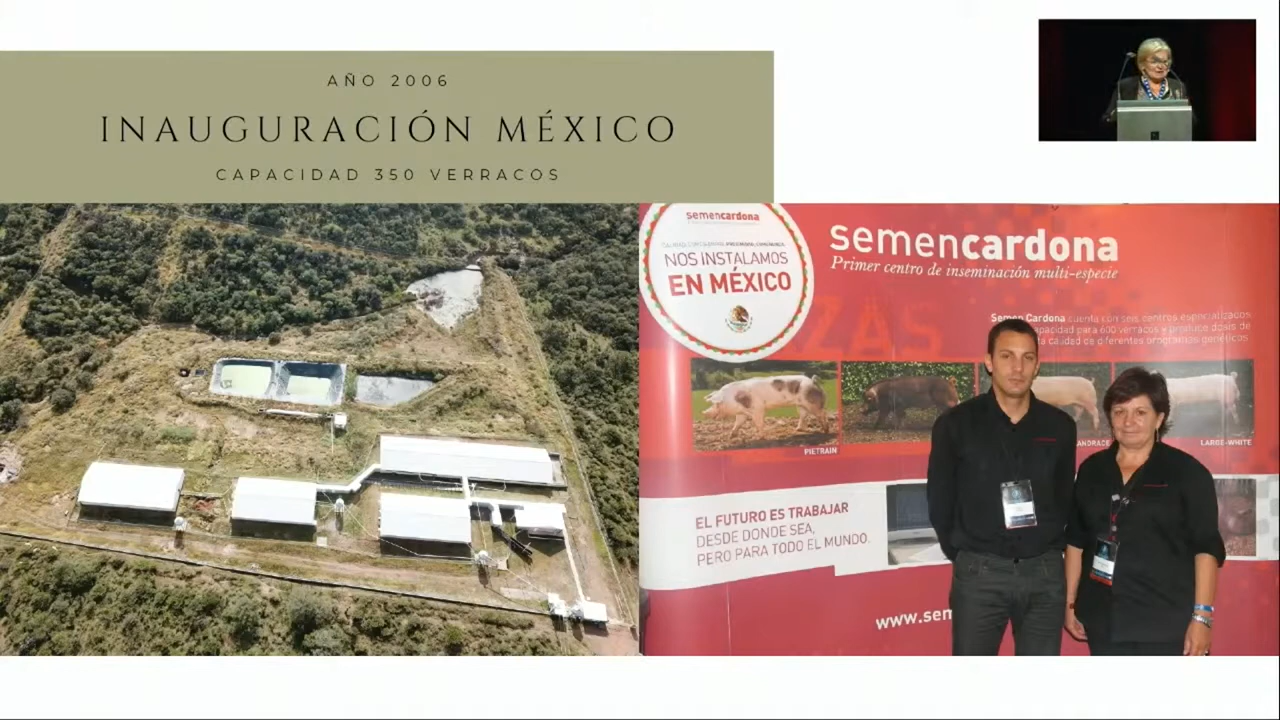 AÑO 2006
INAUGURACIÓN MÉXICO
CAPACIDAD 350 VERRACOS
semencardona
NOS INSTALAMOS
EN MÉXICO
semencardona
Primer centro de inseminación multi-especie
Semen Cardona cuenta con seis centros especializados
capacidad para 600 verracos y produce dosis de
calidad de diferentes programas genéticos.
PIETRAIN
ANDRACE
LARGE-WHITE
EL FUTURO ES TRABAJAR
DESDE DONDE SEA,
PERO PARA TODO EL MUNDO.
www.sem